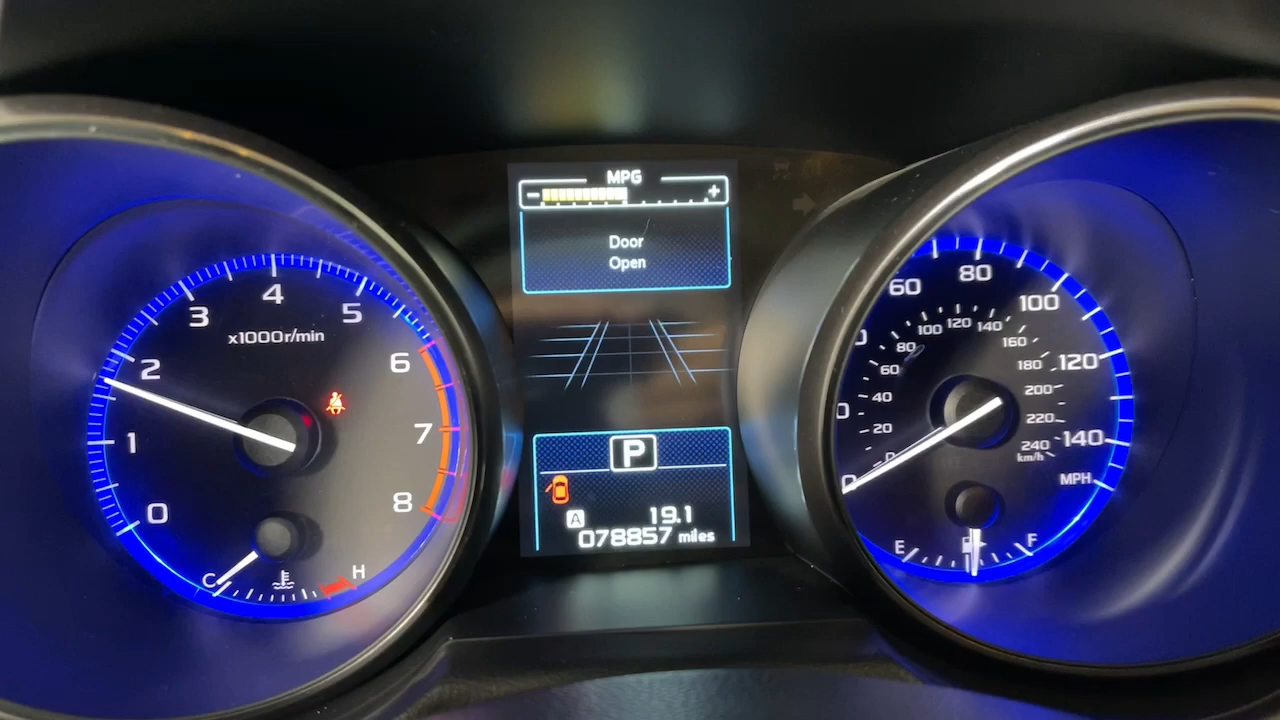 MPG
- +
Door
Open
0
1
2
3
4
5
6
7
8
x1000r/min
C
H
P
A 19.1
078857 miles
60
80
100
120
140
MPH
0
20
40
60
80
100
120
140
160
180
200
220
240
km/h
E
F